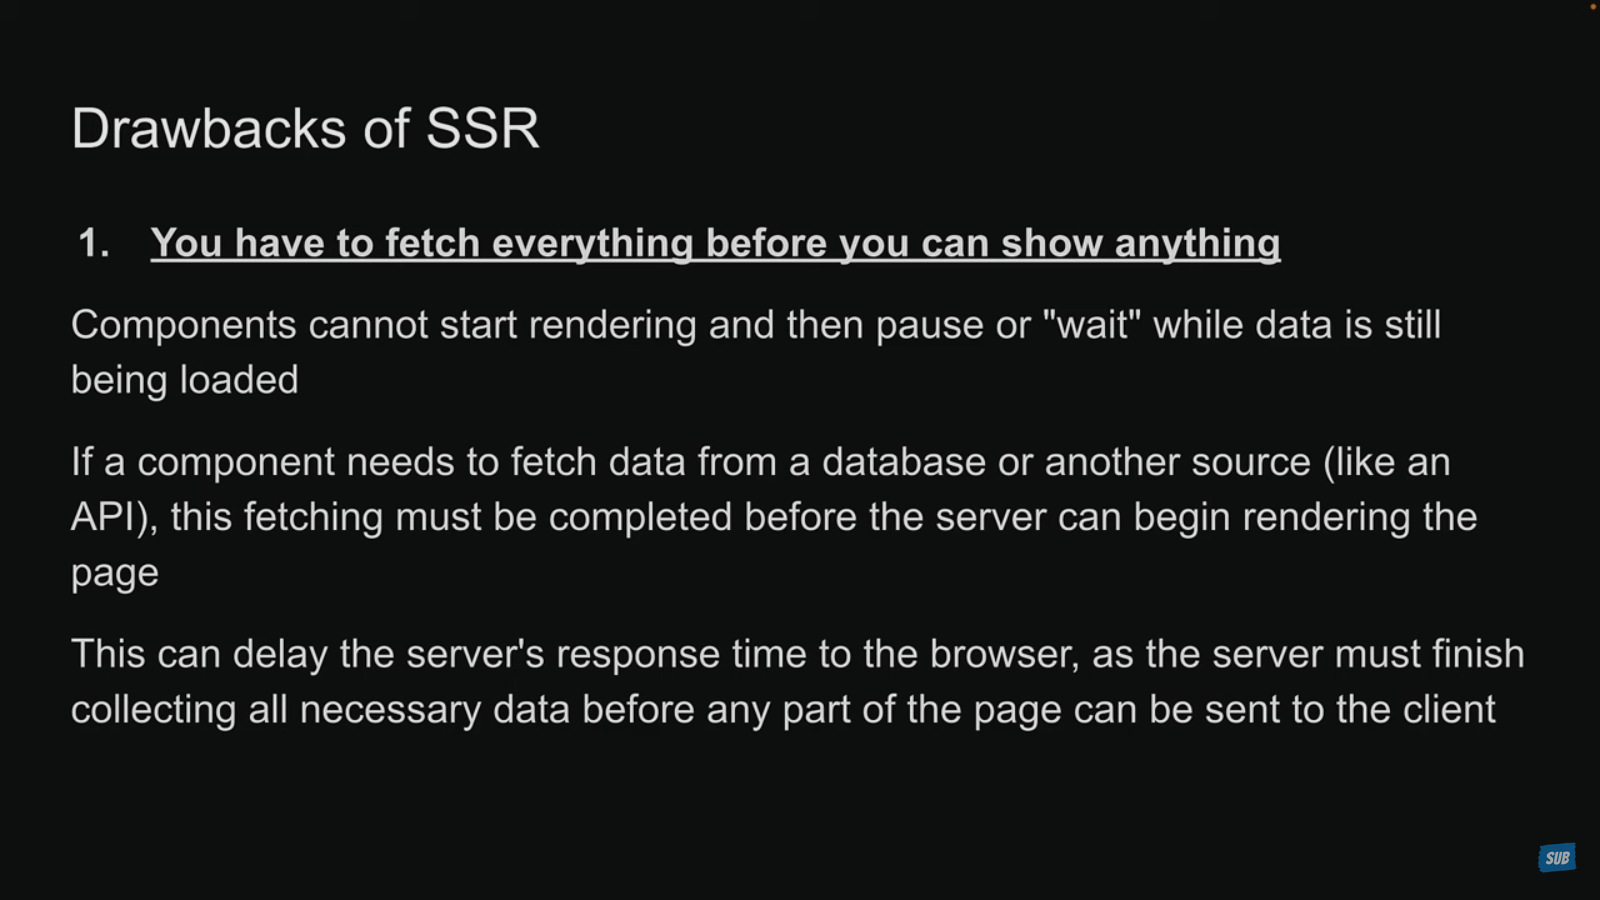 Drawbacks of SSR
1. You have to fetch everything before you can show anything
Components cannot start rendering and then pause or "wait" while data is still
being loaded
If a component needs to fetch data from a database or another source (like an
API), this fetching must be completed before the server can begin rendering the
page
This can delay the server's response time to the browser, as the server must finish
collecting all necessary data before any part of the page can be sent to the client
SUB